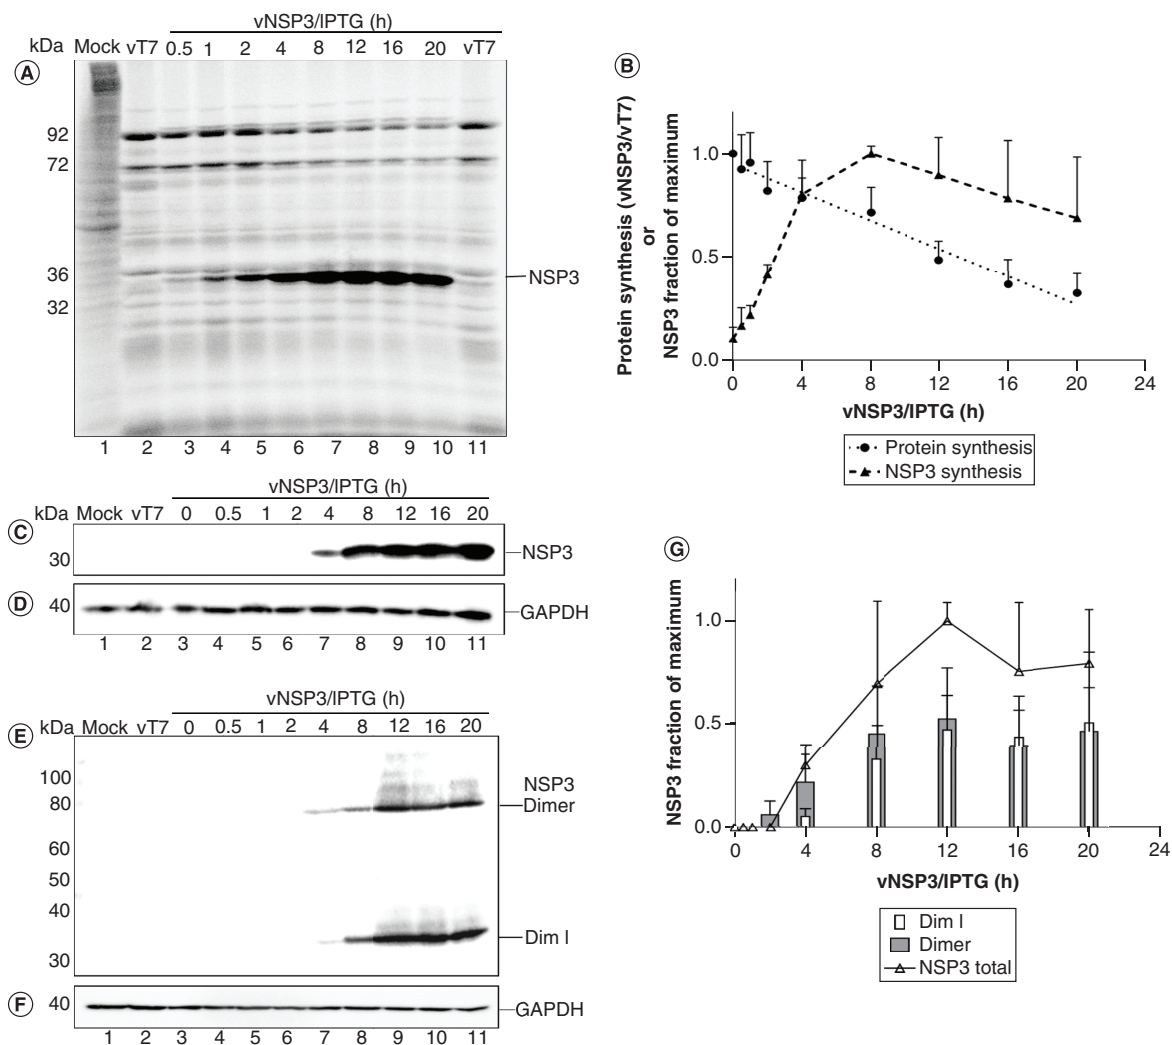 vNSP3/IPTG (h)
kDa Mock vT7 0.5 1 2 4 8 12 16 20 vT7
A
92
72
36
32
NSP3
1 2 3 4 5 6 7 8 9 10 11
B
Protein synthesis (vNSP3/vT7)
or
NSP3 fraction of maximum
1.0
0.5
0.0
0 4 8 12 16 20 24
vNSP3/IPTG (h)
Protein synthesis
NSP3 synthesis
vNSP3/IPTG (h)
kDa Mock vT7 0 0.5 1 2 4 8 12 16 20
C
30
NSP3
D
40
GAPDH
1 2 3 4 5 6 7 8 9 10 11
vNSP3/IPTG (h)
kDa Mock vT7 0 0.5 1 2 4 8 12 16 20
E
100
80
60
50
40
30
NSP3
Dimer
Dim I
F
40
GAPDH
1 2 3 4 5 6 7 8 9 10 11
G
NSP3 fraction of maximum
1.0
0.5
0.0
0 4 8 12 16 20 24
vNSP3/IPTG (h)
Dim I
Dimer
NSP3 total